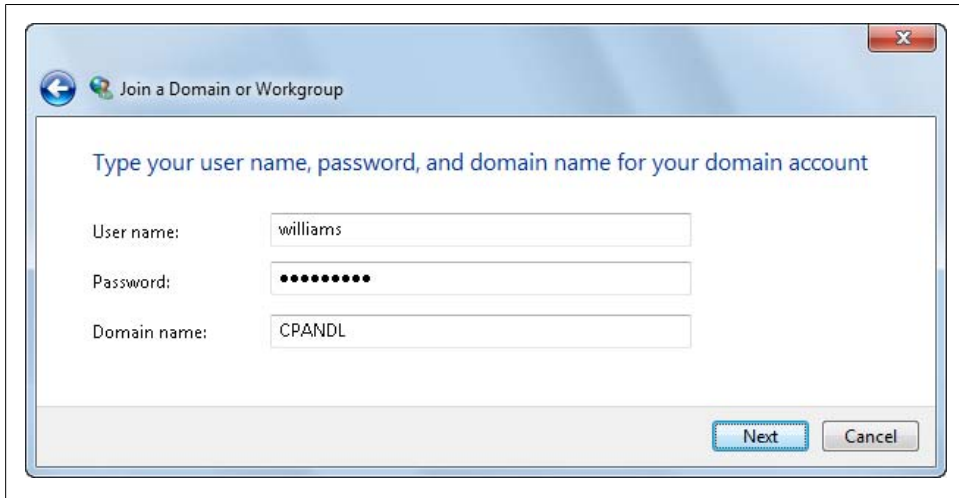 Join a Domain or Workgroup
Type your user name, password, and domain name for your domain account
User name: williams
Password: •••••••••
Domain name: CPANDL
Next Cancel